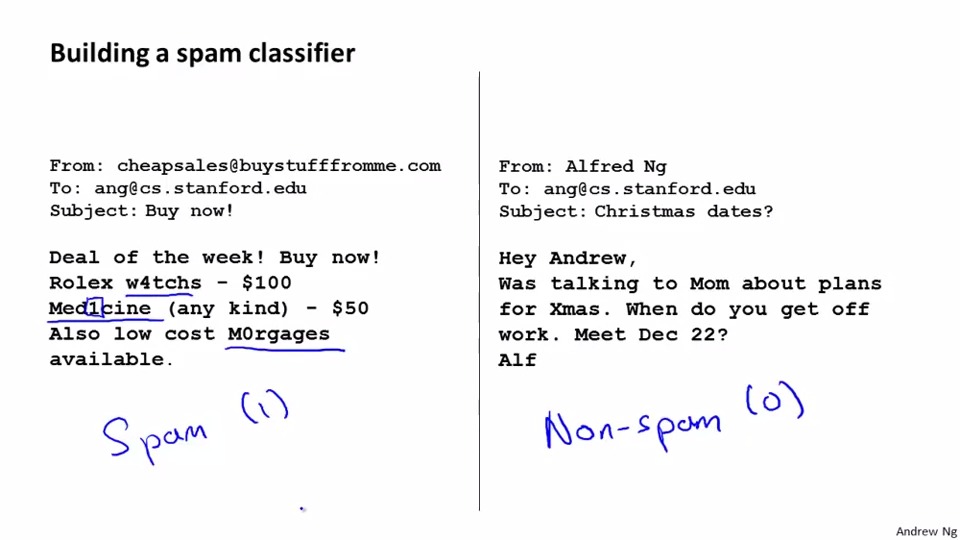 Building a spam classifier
From: cheapsales@buystufffromme.com
To: ang@cs.stanford.edu
Subject: Buy now!
Deal of the week! Buy now!
Rolex w4tchs - $100
Med1cine (any kind) - $50
Also low cost M0rgages
available.
Spam (1)
From: Alfred Ng
To: ang@cs.stanford.edu
Subject: Christmas dates?
Hey Andrew,
Was talking to Mom about plans
for Xmas. When do you get off
work. Meet Dec 22?
Alf
Non-spam (0)
Andrew Ng